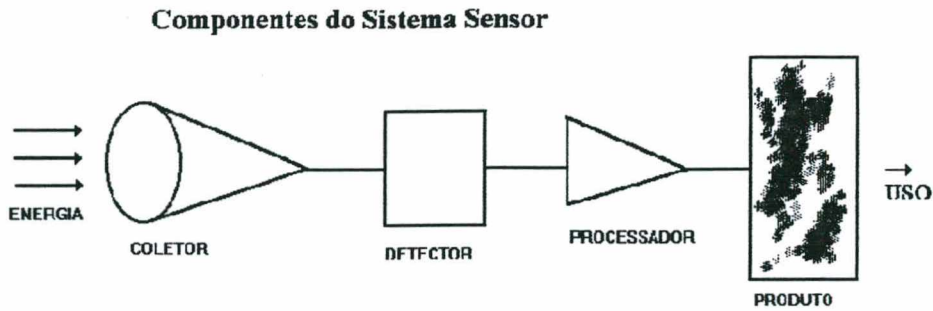 Componentes do Sistema Sensor
ENERGIA
COLETOR
DETECTOR
PROCESSADOR
PRODUTO
USO